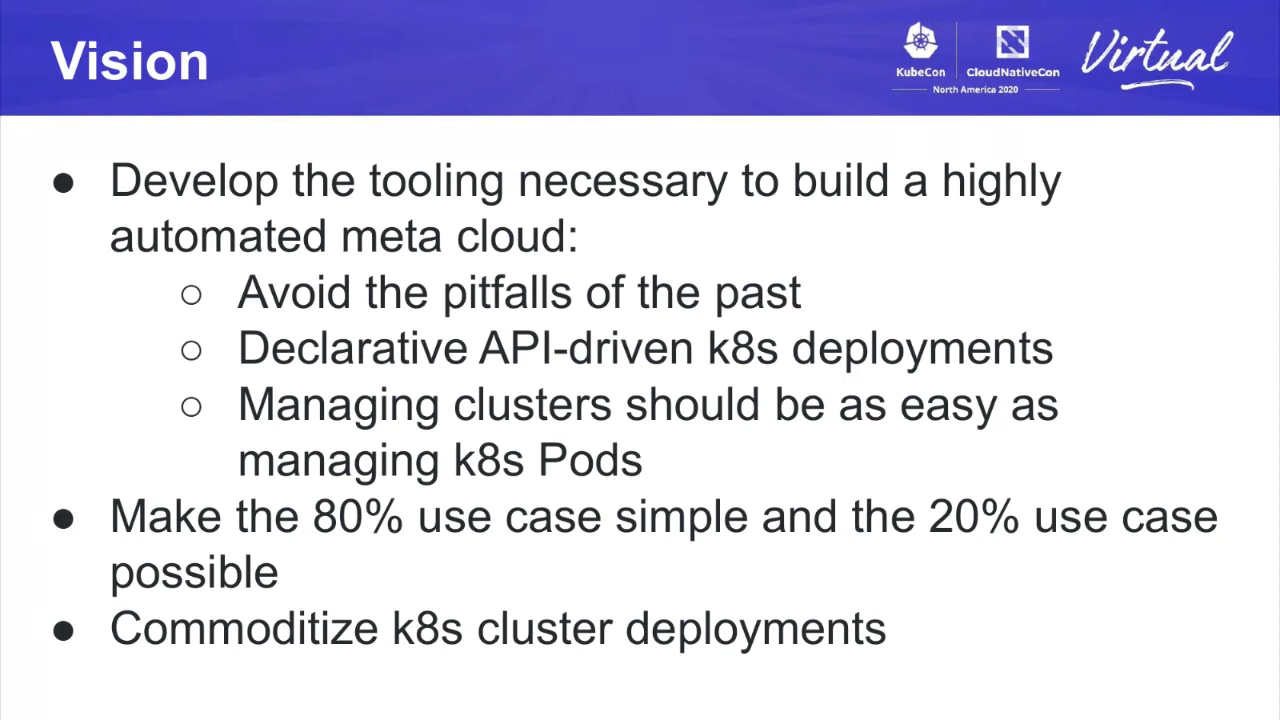 Vision
KubeCon
CloudNativeCon
North America 2020
Virtual
● Develop the tooling necessary to build a highly
automated meta cloud:
○ Avoid the pitfalls of the past
○ Declarative API-driven k8s deployments
○ Managing clusters should be as easy as
managing k8s Pods
● Make the 80% use case simple and the 20% use case
possible
● Commoditize k8s cluster deployments